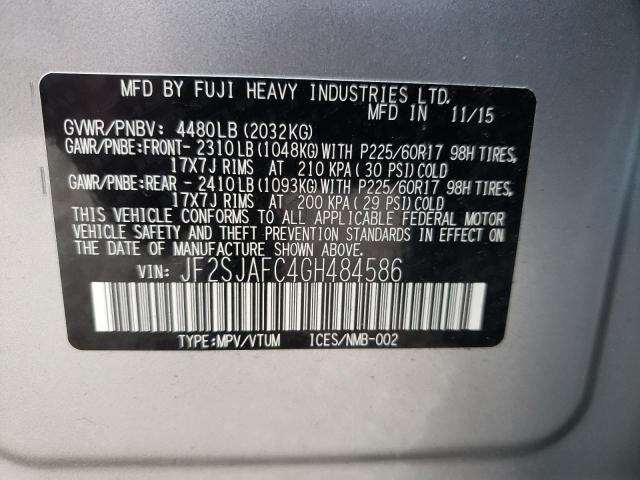 MFD BY FUJI HEAVY INDUSTRIES LTD.
MFD IN 11/15
GVWR/PNBV: 4480LB (2032KG)
GAWR/PNBE:FRONT- 2310LB (1048KG) WITH P225/60R17 98H TIRES,
17X7J RIMS AT 210 KPA ( 30 PSI) COLD
GAWR/PNBE:REAR - 2410LB (1093KG) WITH P225/60R17 98H TIRES,
17X7J RIMS AT 200 KPA ( 29 PSI) COLD
THIS VEHICLE CONFORMS TO ALL APPLICABLE FEDERAL MOTOR
VEHICLE SAFETY AND THEFT PREVENTION STANDARDS IN EFFECT ON
THE DATE OF MANUFACTURE SHOWN ABOVE.
VIN: JF2SJAFC4GH484586
TYPE:MPV/VTUM ICES/NMB-002